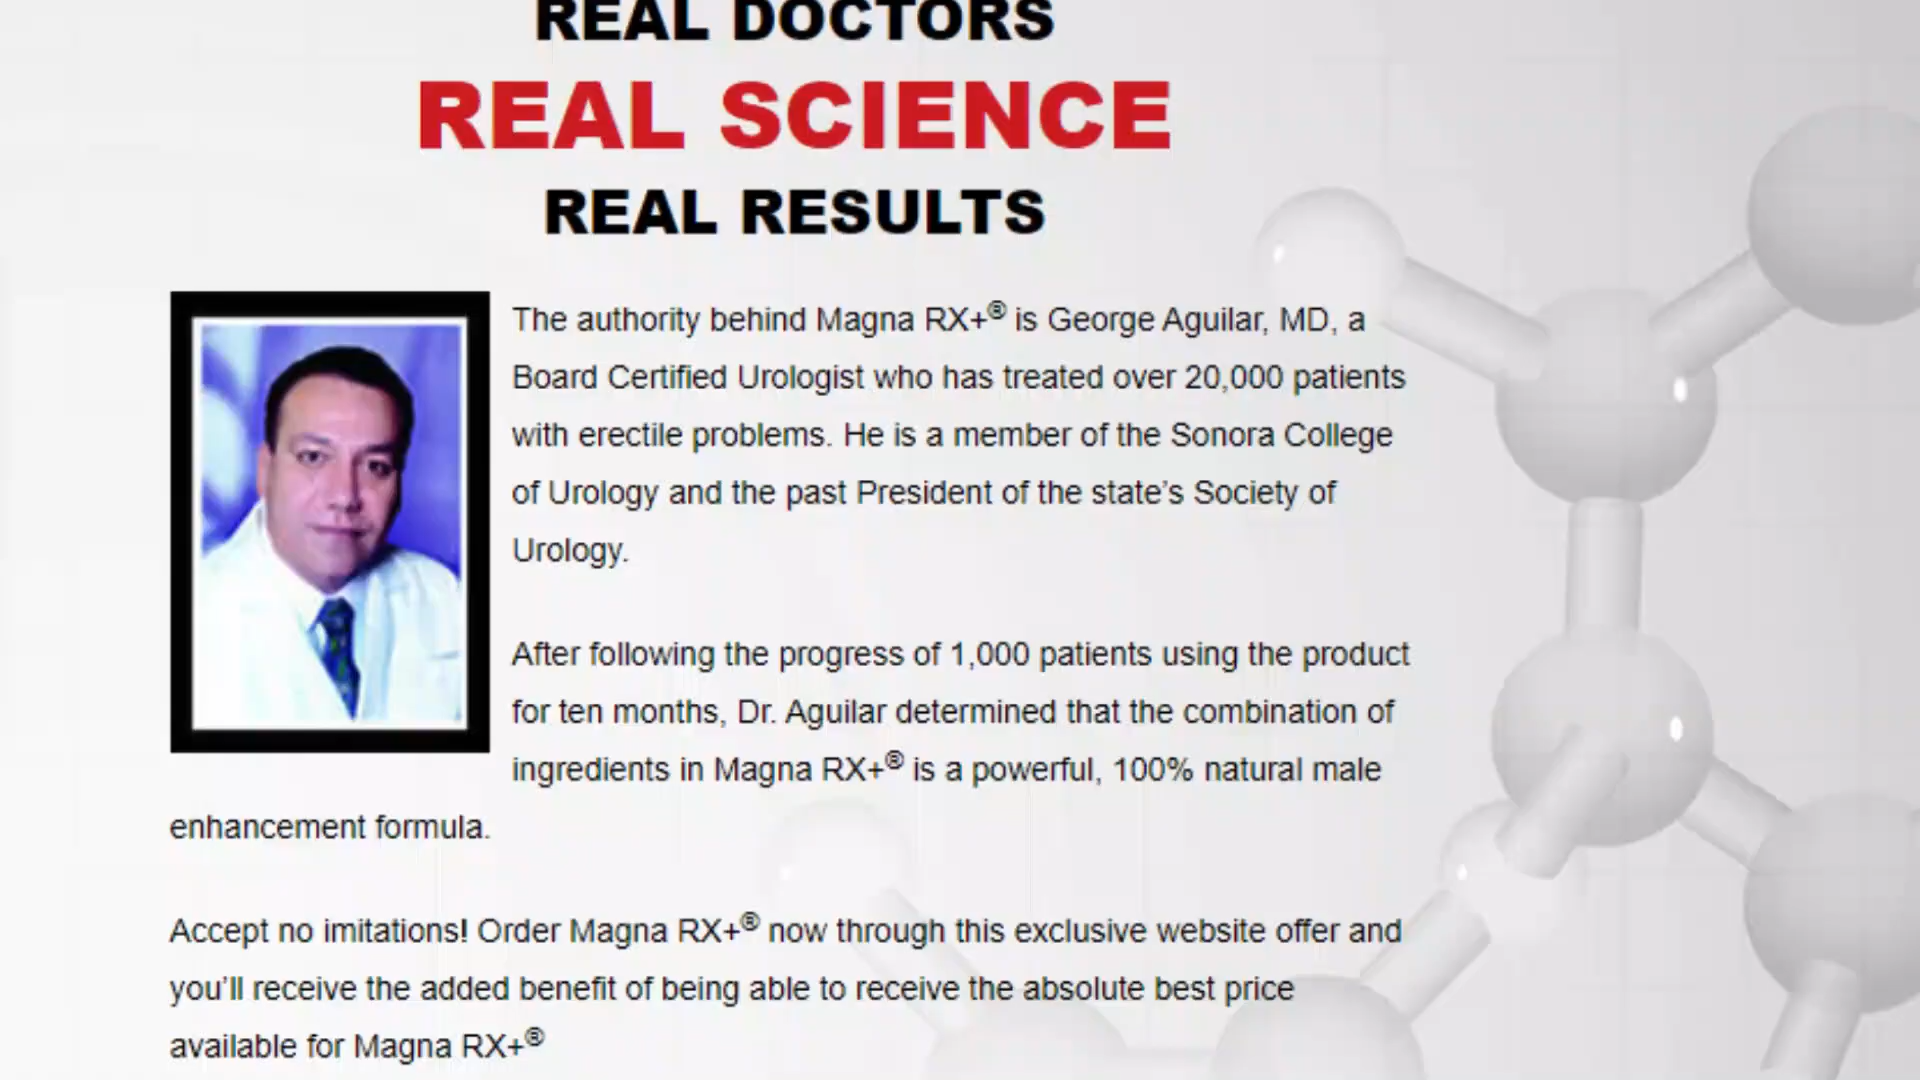 REAL DOCTORS
REAL SCIENCE
REAL RESULTS
The authority behind Magna RX+® is George Aguilar, MD, a
Board Certified Urologist who has treated over 20,000 patients
with erectile problems. He is a member of the Sonora College
of Urology and the past President of the state’s Society of
Urology.
After following the progress of 1,000 patients using the product
for ten months, Dr. Aguilar determined that the combination of
ingredients in Magna RX+® is a powerful, 100% natural male
enhancement formula.
Accept no imitations! Order Magna RX+® now through this exclusive website offer and
you’ll receive the added benefit of being able to receive the absolute best price
available for Magna RX+®